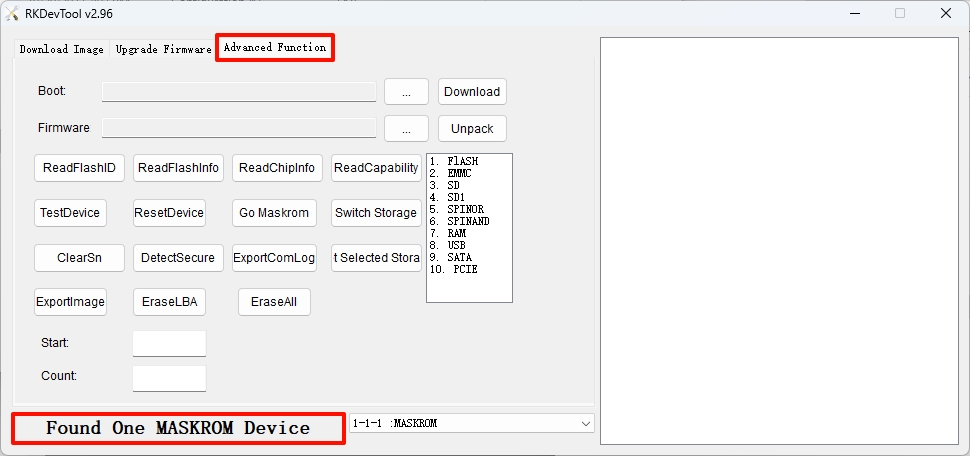 RKDevTool v2.96
Download Image Upgrade Firmware Advanced Function
Boot: ... Download
Firmware ... Unpack
ReadFlashID ReadFlashInfo ReadChipInfo ReadCapability
TestDevice ResetDevice Go Maskrom Switch Storage
ClearSn DetectSecure ExportComLog t Selected Stora
ExportImage EraseLBA EraseAll
1. FlASH
2. EMMC
3. SD
4. SD1
5. SPINOR
6. SPINAND
7. RAM
8. USB
9. SATA
10. PCIE
Start:
Count:
Found One MASKROM Device 1-1-1 :MASKROM